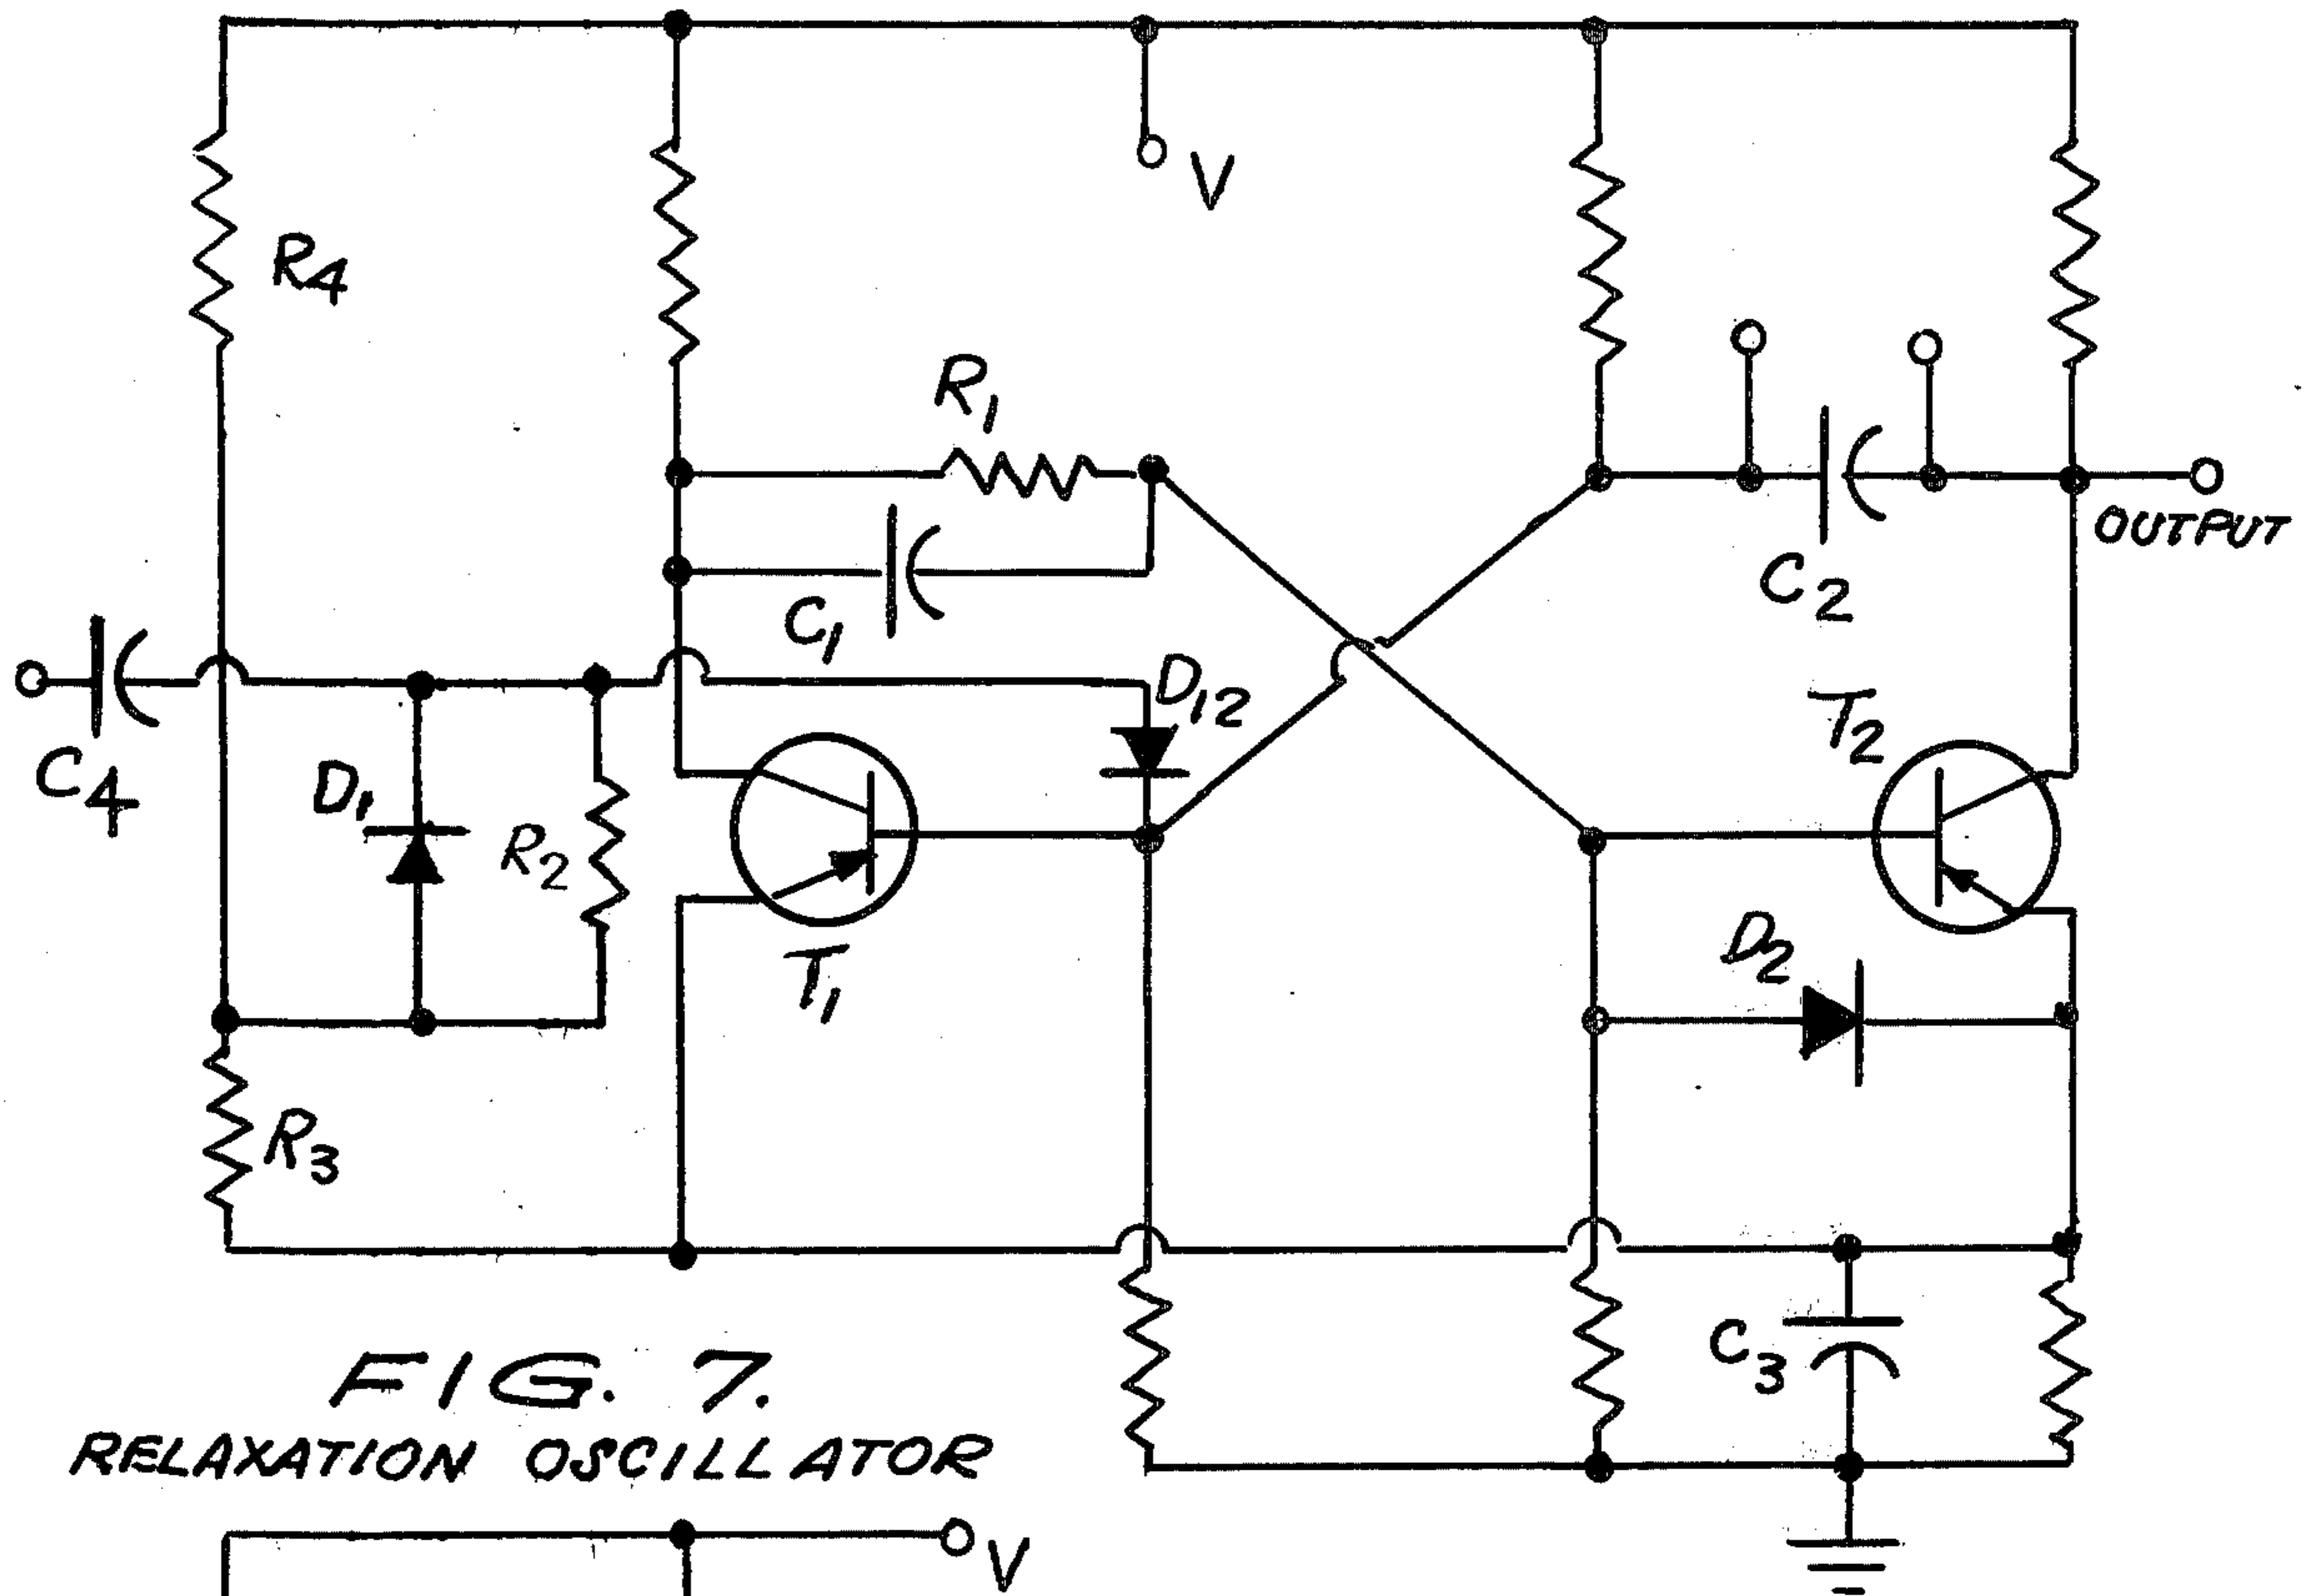 V
R4
R1
C1
C2
OUTPUT
D12
T2
C4
D1
R2
T1
D2
R3
C3
FIG. 7.
RELAXATION OSCILLATOR
V